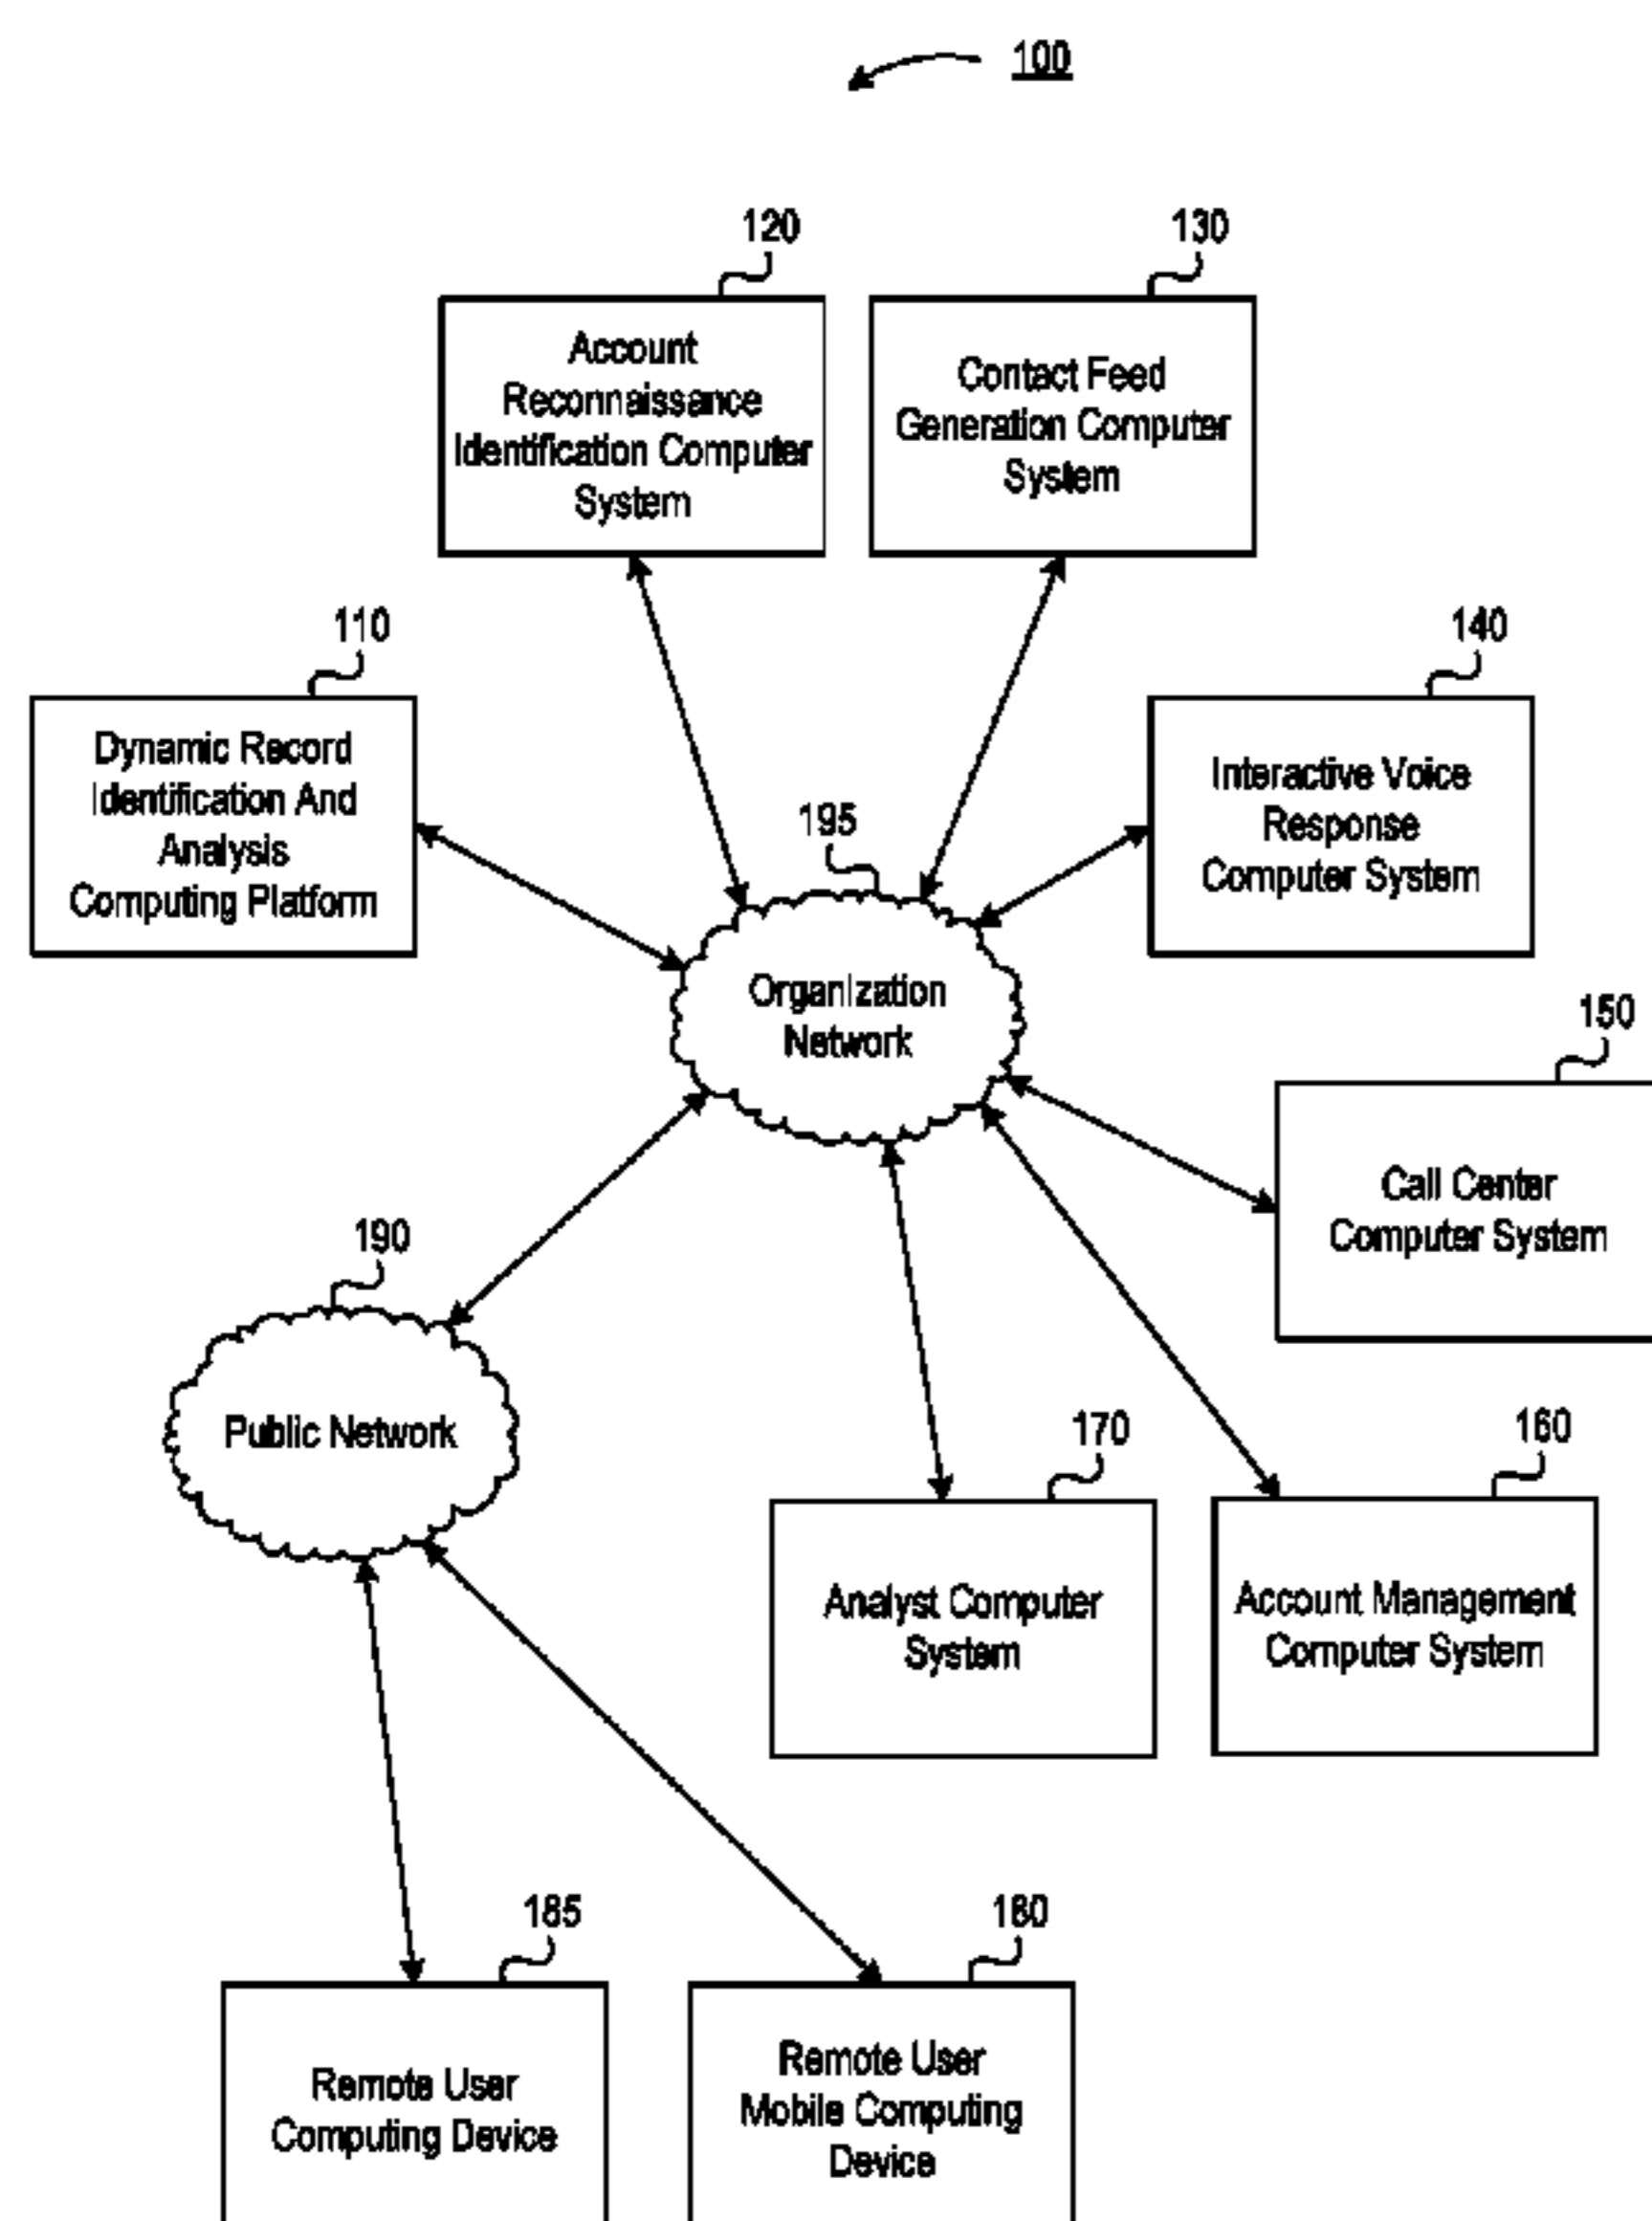 100
120
130
Account
Reconnaissance
Identification Computer
System
Contact Feed
Generation Computer
System
110
140
Dynamic Record
Identification And
Analysis
Computing Platform
Interactive Voice
Response
Computer System
195
Organization
Network
150
Call Center
Computer System
190
Public Network
170
160
Analyst Computer
System
Account Management
Computer System
185
180
Remote User
Computing Device
Remote User
Mobile Computing
Device